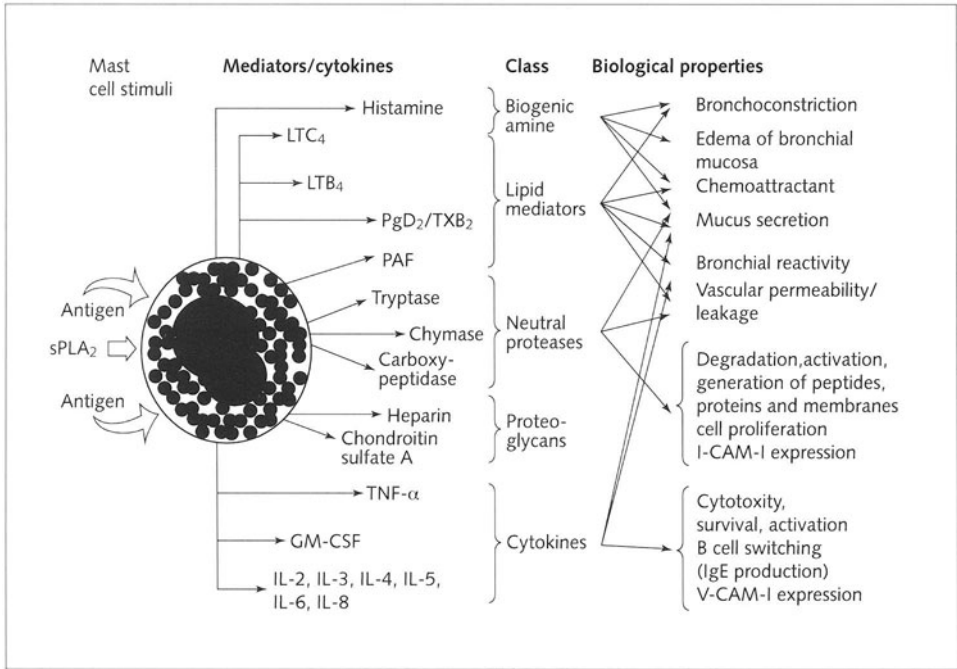 Mast
cell stimuli
Mediators/cytokines
Class
Biological properties
Histamine
LTC4
LTB4
PgD2/TXB2
PAF
Tryptase
Chymase
Carboxy-
peptidase
Heparin
Chondroitin
sulfate A
TNF-α
GM-CSF
IL-2, IL-3, IL-4, IL-5,
IL-6, IL-8
Antigen
sPLA2
Antigen
Biogenic
amine
Lipid
mediators
Neutral
proteases
Proteo-
glycans
Cytokines
Bronchoconstriction
Edema of bronchial
mucosa
Chemoattractant
Mucus secretion
Bronchial reactivity
Vascular permeability/
leakage
Degradation,activation,
generation of peptides,
proteins and membranes
cell proliferation
I-CAM-I expression
Cytotoxity,
survival, activation
B cell switching
(IgE production)
V-CAM-I expression